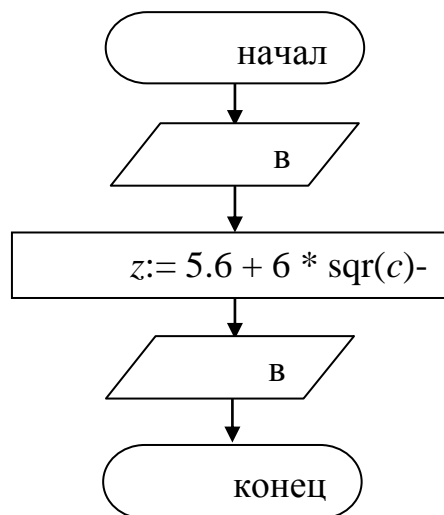 начал
в
z:= 5.6 + 6 * sqr(c)-
в
конец